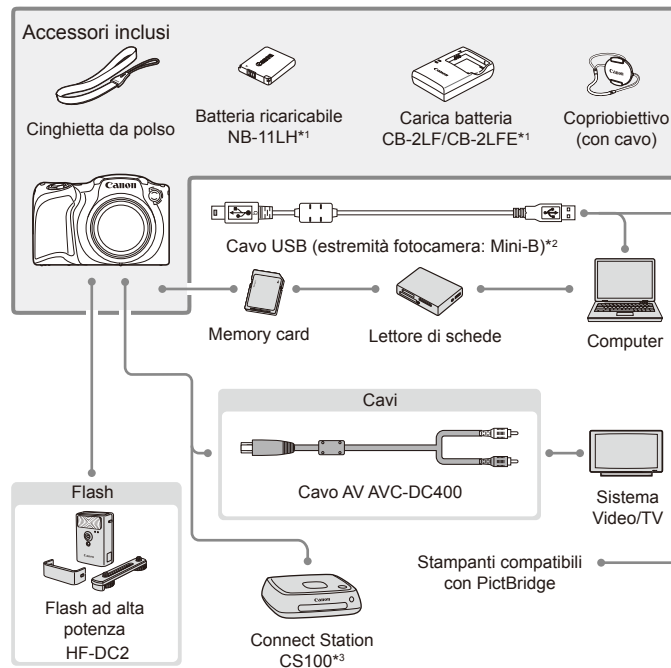 Accessori inclusi
Cinghietta da polso
Batteria ricaricabile
NB-11LH*1
Carica batteria
CB-2LF/CB-2LFE*1
Copriobiettivo
(con cavo)
Canon
Cavo USB (estremità fotocamera: Mini-B)*2
Memory card
Lettore di schede
Computer
Cavi
Cavo AV AVC-DC400
Sistema
Video/TV
Flash
Flash ad alta
potenza
HF-DC2
Stampanti compatibili
con PictBridge
Canon
Connect Station
CS100*3